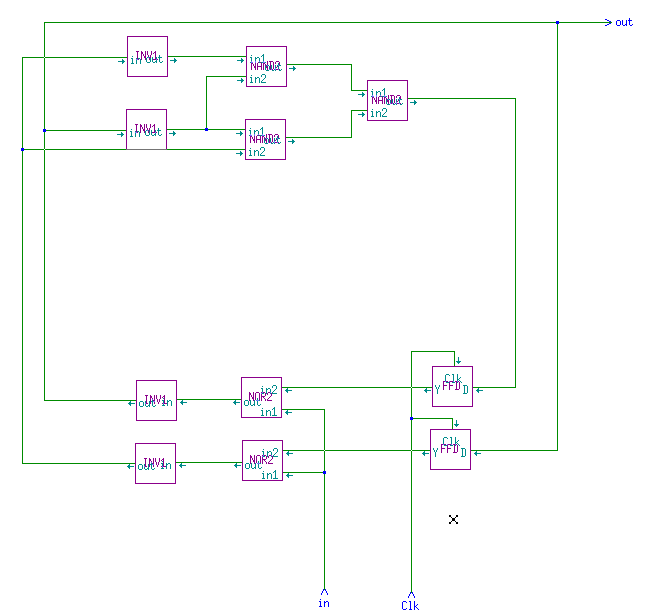 out
INV1
in out
in1
NAND2
out
in2
in1
NAND2
out
in2
INV1
in out
in1
NAND2
out
in2
Clk
FFD
Y D
in2
NOR2
out
in1
INV1
out in
Clk
FFD
Y D
in2
NOR2
out
in1
INV1
out in
in
Clk